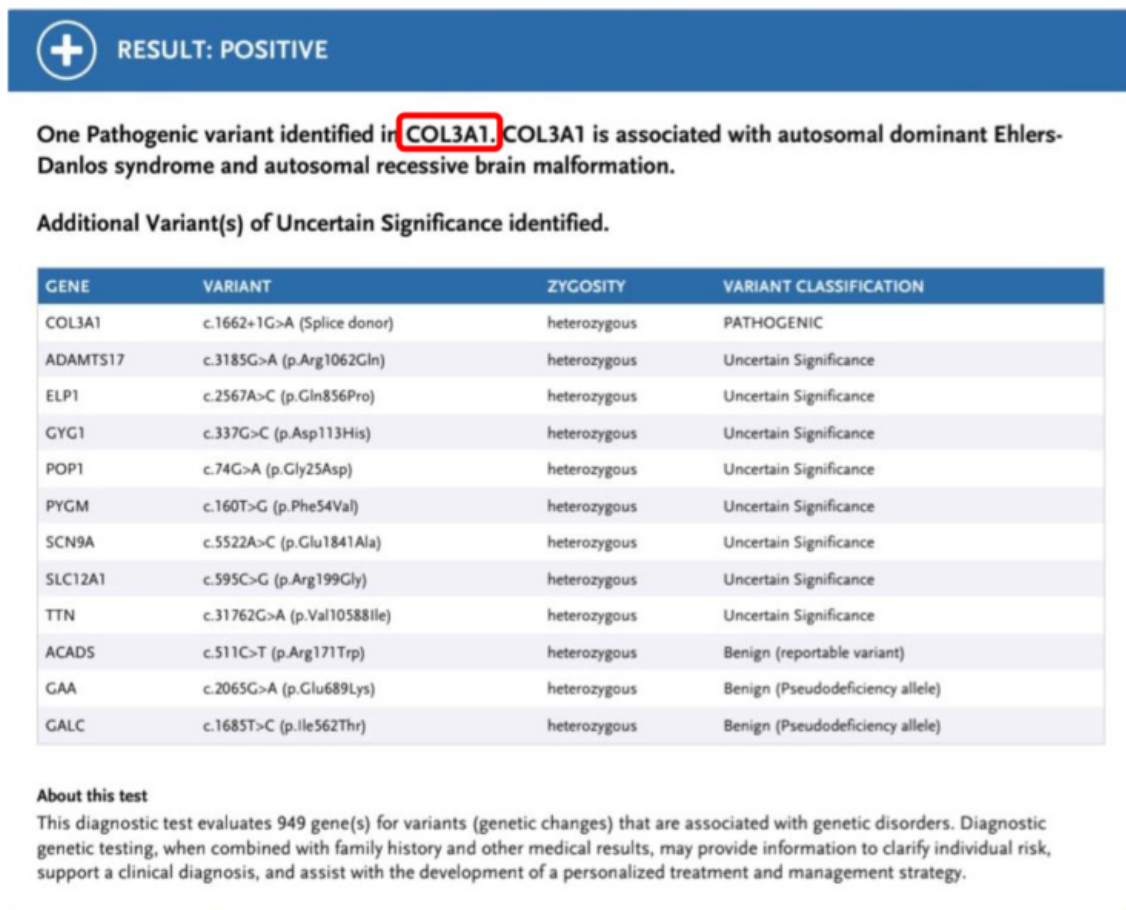 RESULT: POSITIVE
One Pathogenic variant identified in COL3A1. COL3A1 is associated with autosomal dominant Ehlers-
Danlos syndrome and autosomal recessive brain malformation.
Additional Variant(s) of Uncertain Significance identified.
GENE VARIANT ZYGOSITY VARIANT CLASSIFICATION
COL3A1 c.1662+1G>A (Splice donor) heterozygous PATHOGENIC
ADAMTS17 c.3185G>A (p.Arg1062Gln) heterozygous Uncertain Significance
ELP1 c.2567A>C (p.Gln856Pro) heterozygous Uncertain Significance
GYG1 c.337G>C (p.Asp113His) heterozygous Uncertain Significance
POP1 c.74G>A (p.Gly25Asp) heterozygous Uncertain Significance
PYGM c.160T>G (p.Phe54Val) heterozygous Uncertain Significance
SCN9A c.5522A>C (p.Glu1841Ala) heterozygous Uncertain Significance
SLC12A1 c.595C>G (p.Arg199Gly) heterozygous Uncertain Significance
TTN c.31762G>A (p.Val10588Ile) heterozygous Uncertain Significance
ACADS c.511C>T (p.Arg171Trp) heterozygous Benign (reportable variant)
GAA c.2065G>A (p.Glu689Lys) heterozygous Benign (Pseudodeficiency allele)
GALC c.1685T>C (p.Ile562Thr) heterozygous Benign (Pseudodeficiency allele)
About this test
This diagnostic test evaluates 949 gene(s) for variants (genetic changes) that are associated with genetic disorders. Diagnostic
genetic testing, when combined with family history and other medical results, may provide information to clarify individual risk,
support a clinical diagnosis, and assist with the development of a personalized treatment and management strategy.